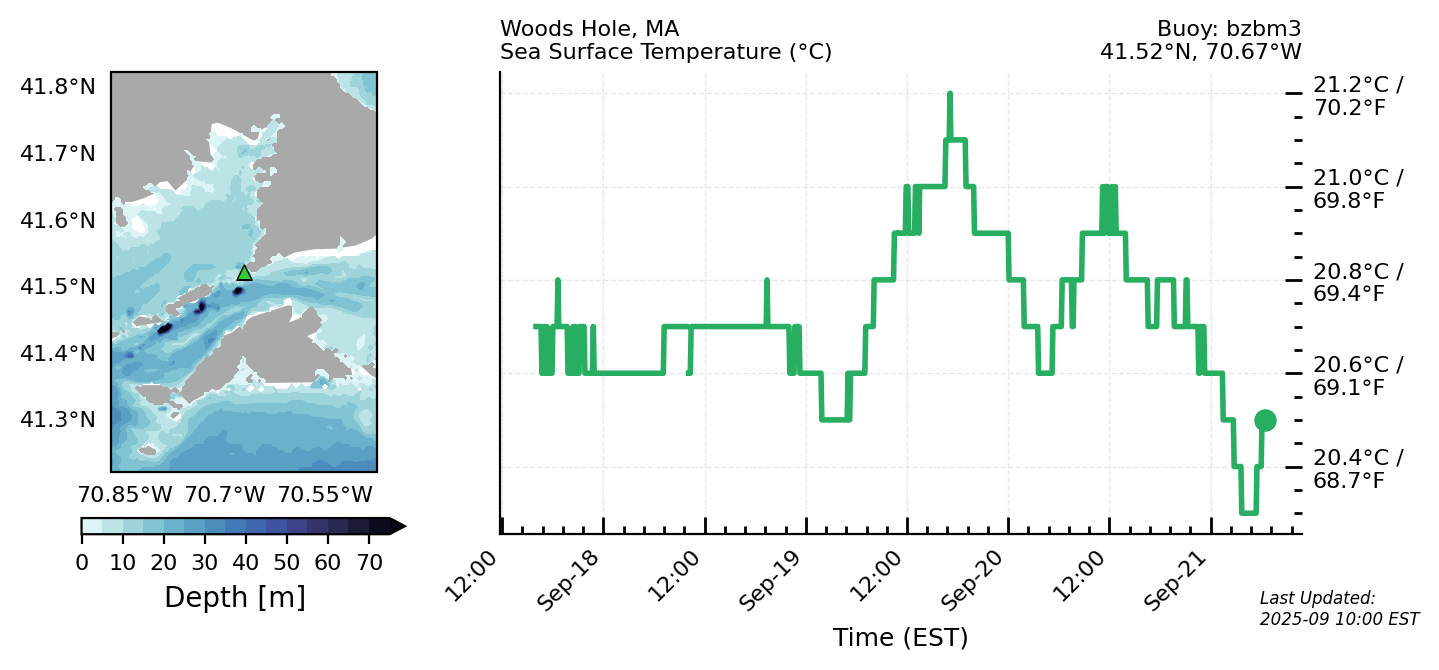 Woods Hole, MA
Sea Surface Temperature (°C)
Buoy: bzbm3
41.52°N, 70.67°W
41.8°N
41.7°N
41.6°N
41.5°N
41.4°N
41.3°N
70.85°W 70.7°W 70.55°W
0 10 20 30 40 50 60 70
Depth [m]
21.2°C /
70.2°F
21.0°C /
69.8°F
20.8°C /
69.4°F
20.6°C /
69.1°F
20.4°C /
68.7°F
12:00
Sep-18
12:00
Sep-19
12:00
Sep-20
12:00
Sep-21
Time (EST)
Last Updated:
2025-09 10:00 EST